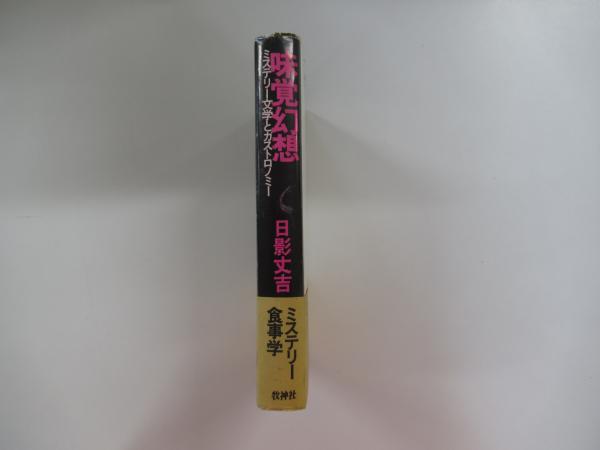 味覚幻想
ミステリー文学とガストロノミー
日影丈吉
ミステリー
食事学
牧神社